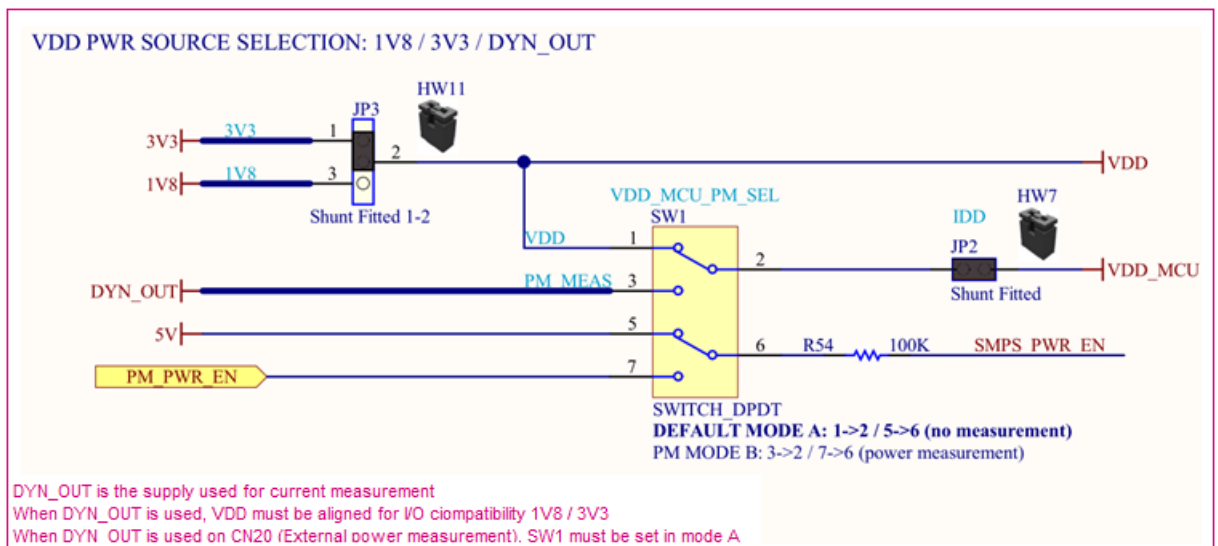 VDD PWR SOURCE SELECTION: 1V8 / 3V3 / DYN_OUT
HW11
JP3
3V3 3V3 1
2
VDD
1V8 1V8 3
Shunt Fitted 1-2
VDD_MCU_PM_SEL
SW1
HW7
IDD
VDD 1
2
JP2
VDD_MCU
DYN_OUT PM_MEAS 3
Shunt Fitted
5V 5
6 R54 100K SMPS_PWR_EN
PM_PWR_EN 7
SWITCH_DPDT
DEFAULT MODE A: 1->2 / 5->6 (no measurement)
PM MODE B: 3->2 / 7->6 (power measurement)
DYN_OUT is the supply used for current measurement
When DYN_OUT is used, VDD must be aligned for I/O ciompatibility 1V8 / 3V3
When DYN_OUT is used on CN20 (External power measurement). SW1 must be set in mode A